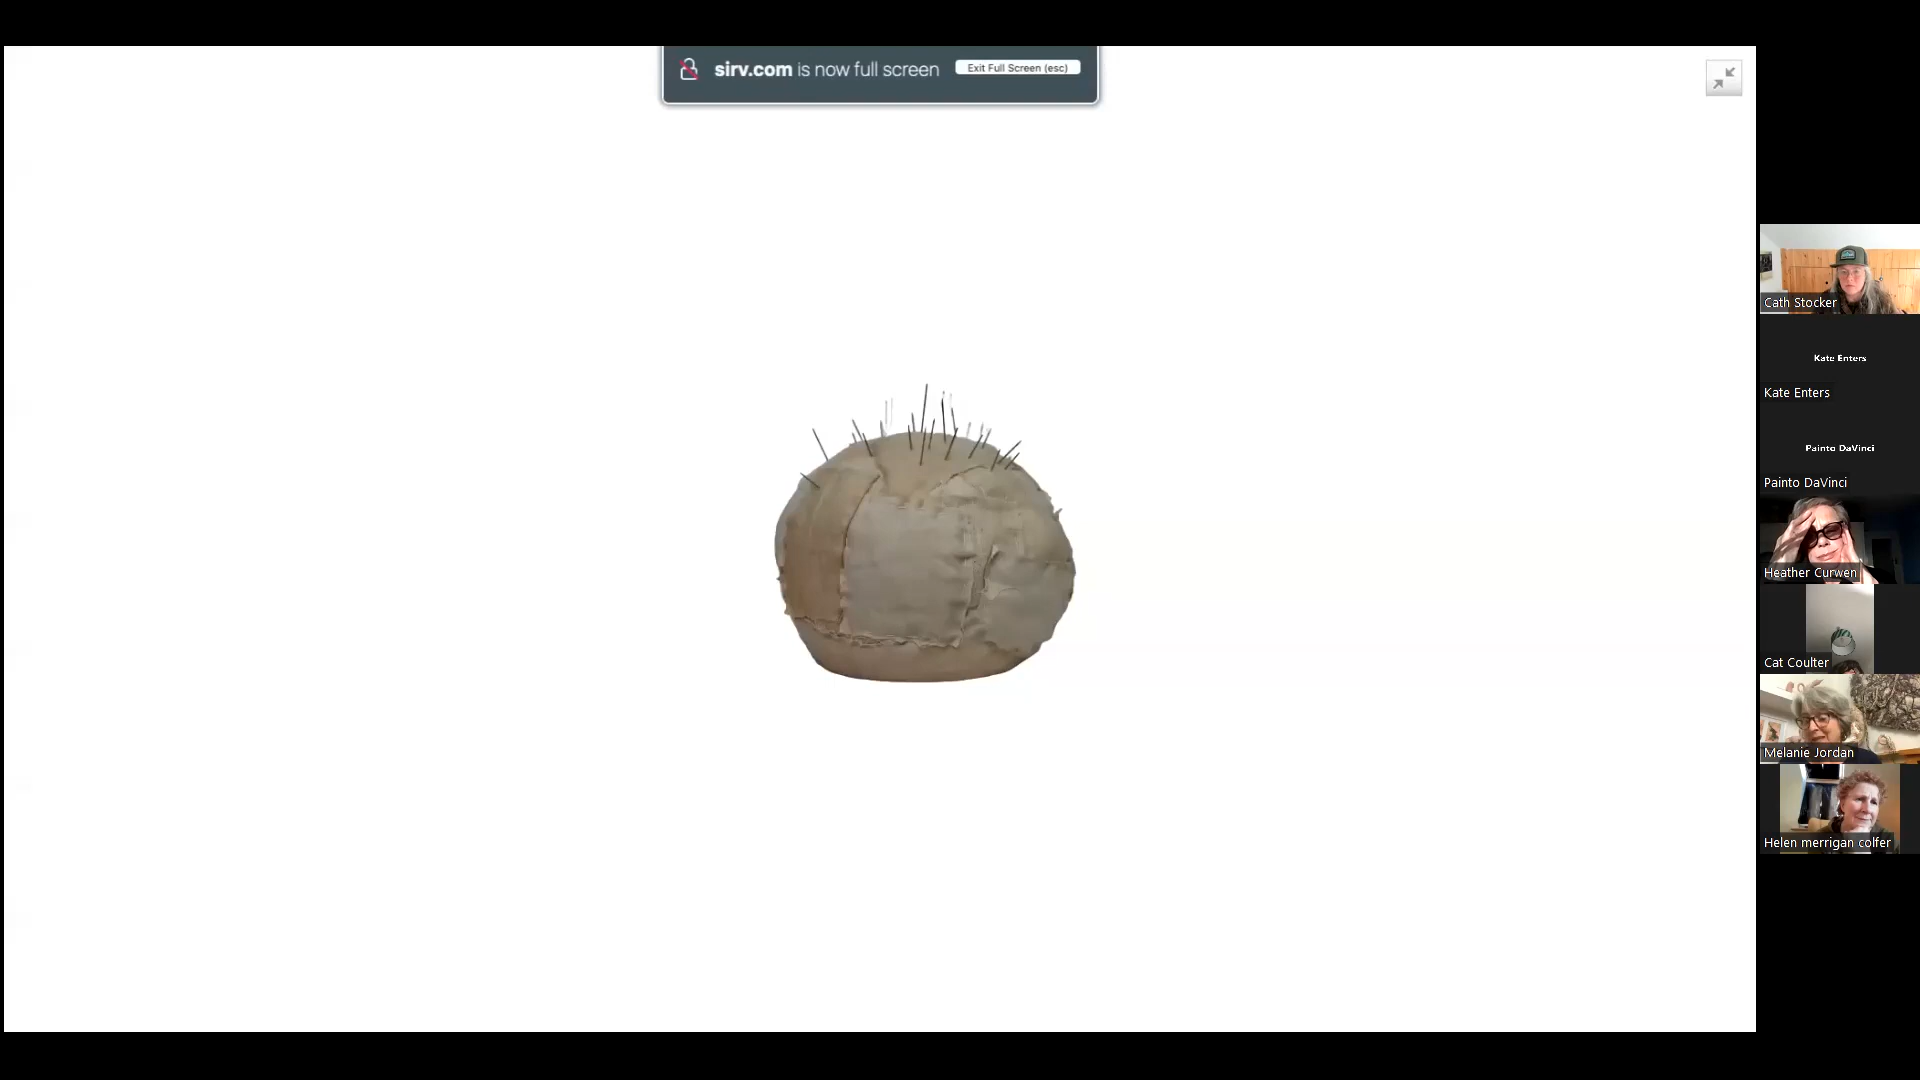 sirv.com is now full screen
Exit Full Screen (esc)
Cath Stocker
Kate Enters
Kate Enters
Painto DaVinci
Painto DaVinci
Heather Curwen
Cat Coulter
Melanie Jordan
Helen merrigan colfer